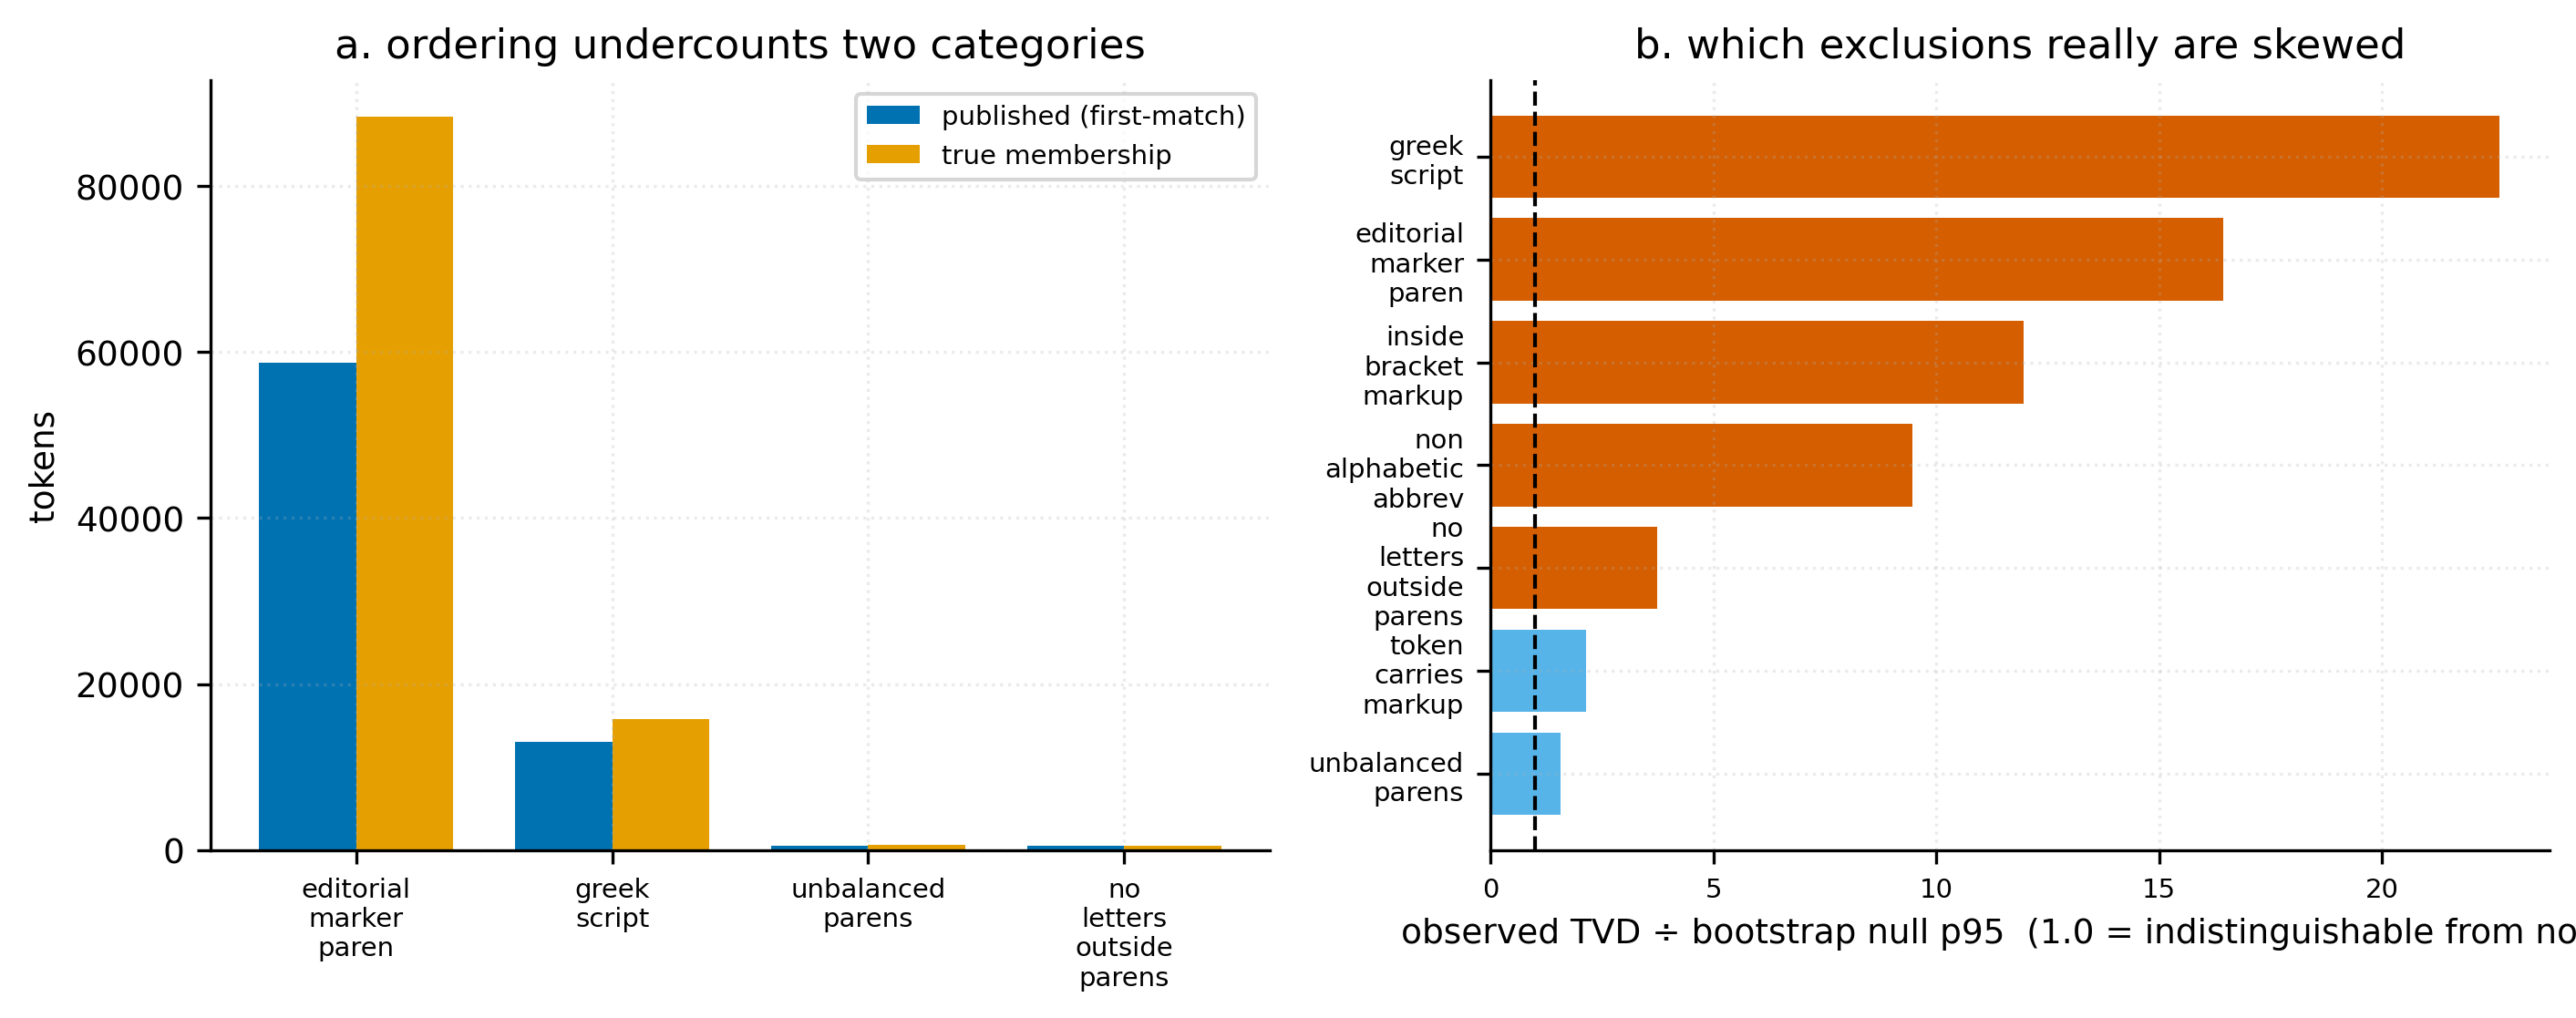 a. ordering undercounts two categories
published (first-match)
true membership
tokens
80000
60000
40000
20000
0
editorial
marker
paren
greek
script
unbalanced
parens
no
letters
outside
parens
b. which exclusions really are skewed
greek
script
editorial
marker
paren
inside
bracket
markup
non
alphabetic
abbrev
no
letters
outside
parens
token
carries
markup
unbalanced
parens
0
5
10
15
20
observed TVD ÷ bootstrap null p95 (1.0 = indistinguishable from no